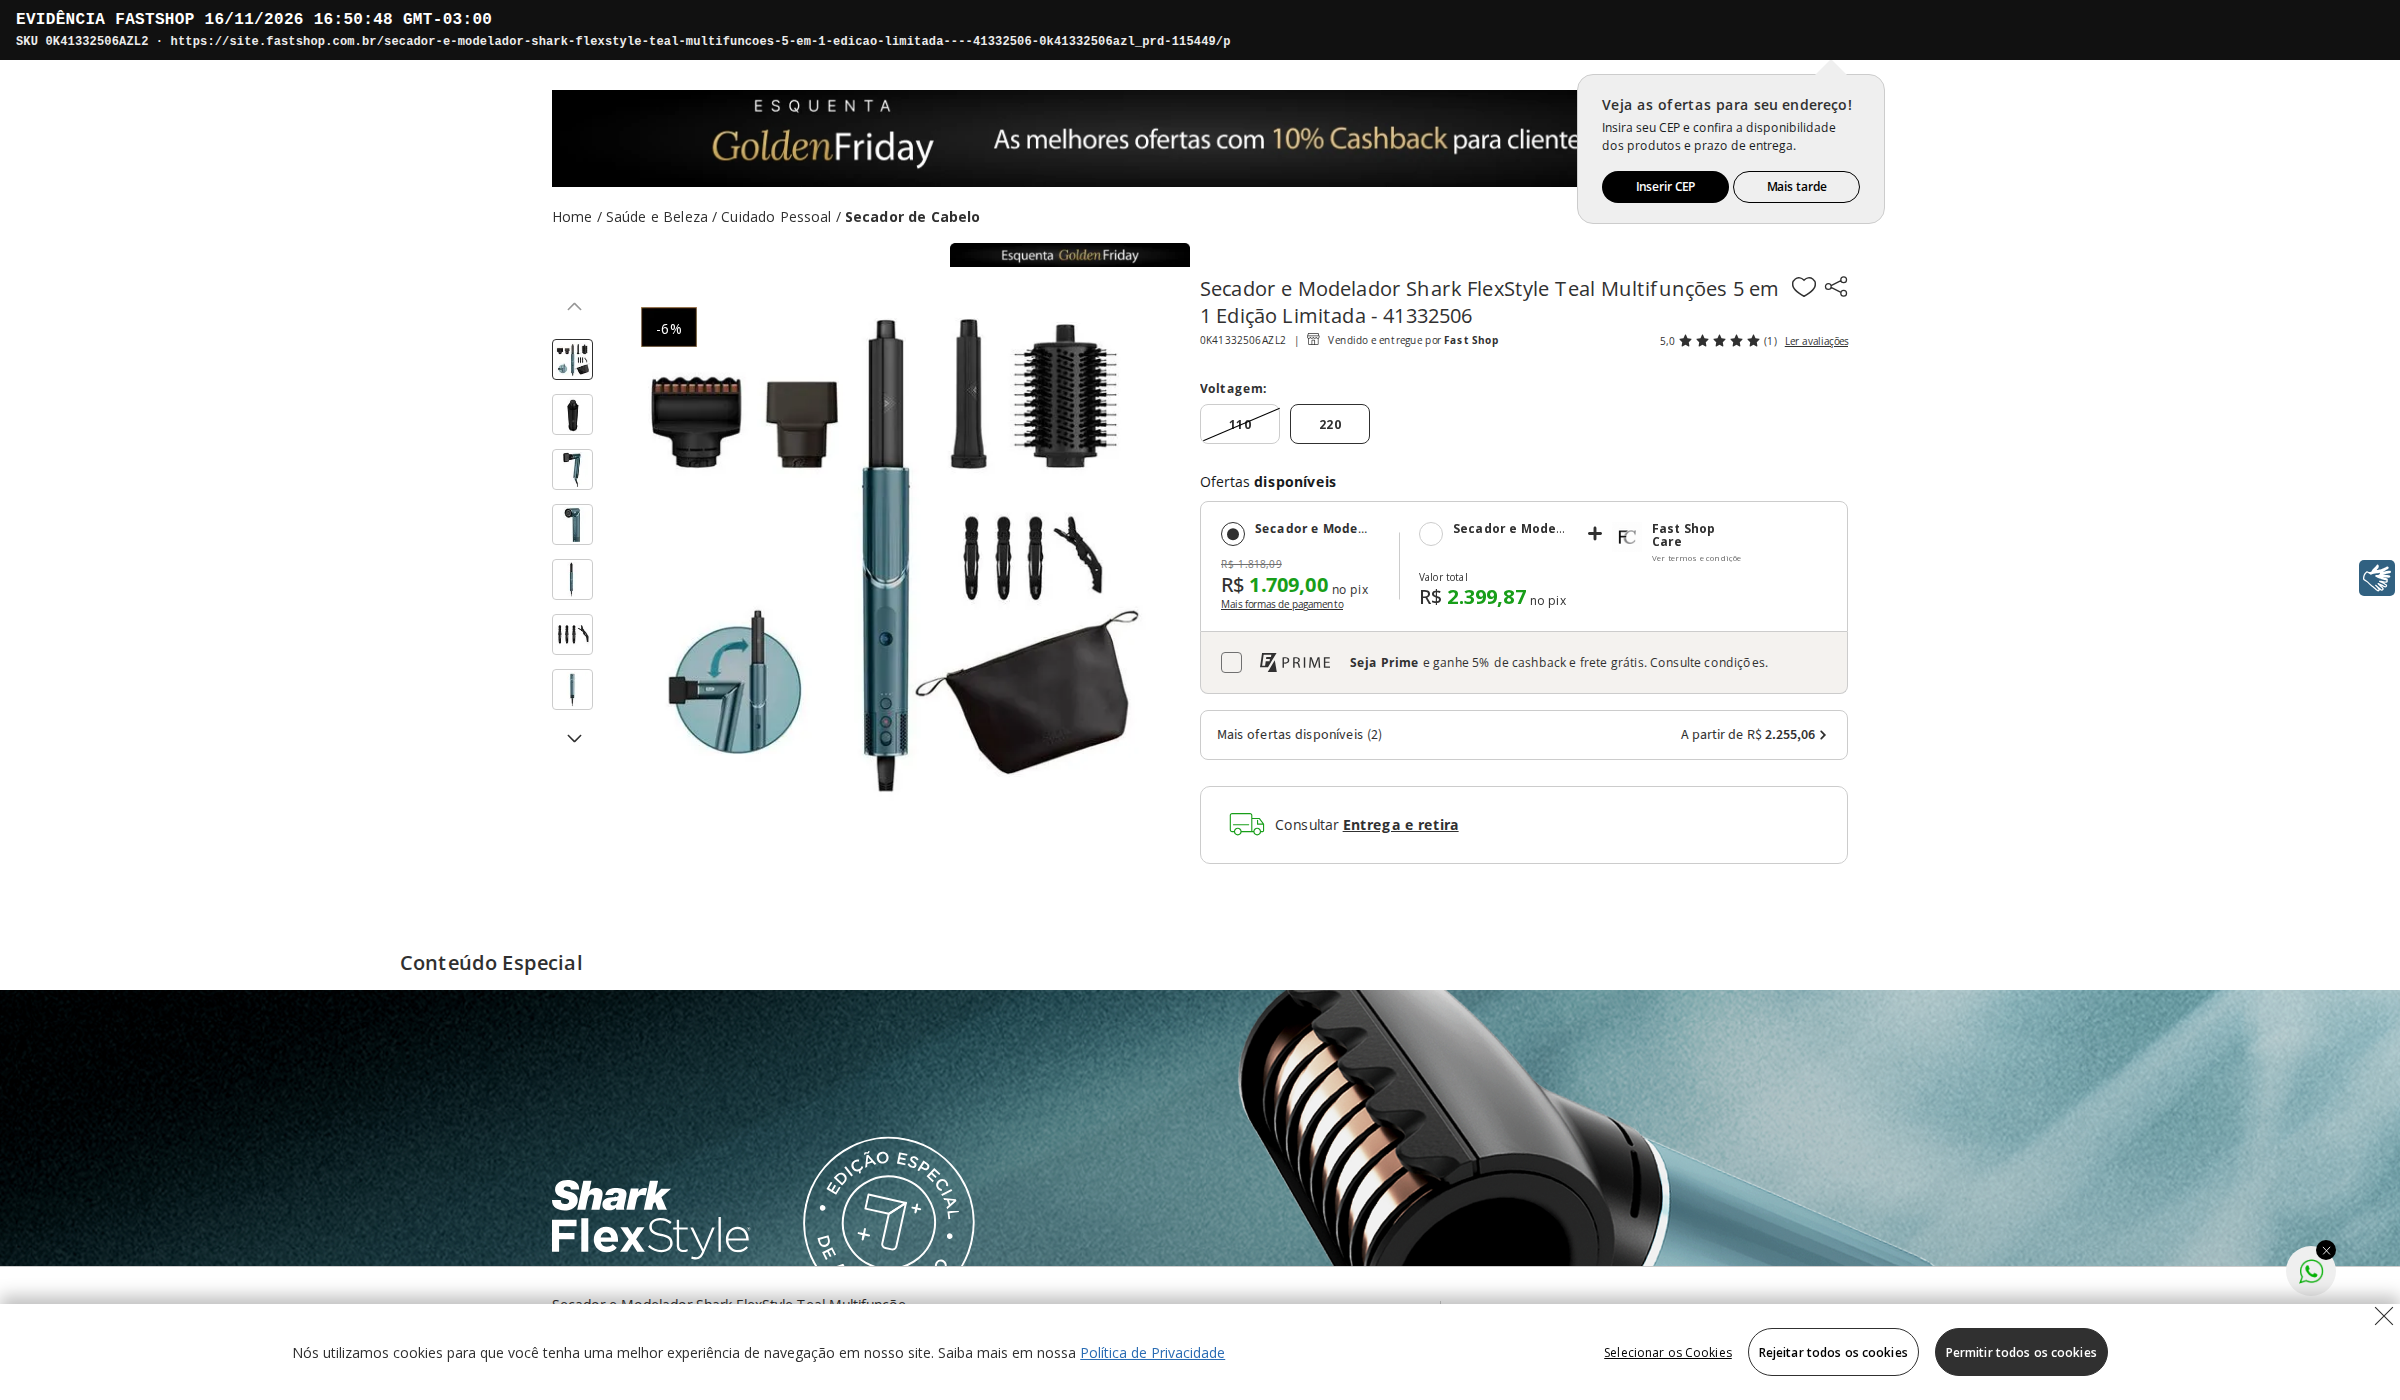 EVIDÊNCIA FASTSHOP 16/11/2026 16:50:48 GMT-03:00
SKU 0K41332506AZL2 · https://site.fastshop.com.br/secador-e-modelador-shark-flexstyle-teal-multifuncoes-5-em-1-edicao-limitada----41332506-0k41332506azl_prd-115449/p
ESQUENTA
GoldenFriday
As melhores ofertas com 10% Cashback para cliente
Veja as ofertas para seu endereço!
Insira seu CEP e confira a disponibilidade
dos produtos e prazo de entrega.
Inserir CEP
Mais tarde
Home / Saúde e Beleza / Cuidado Pessoal / Secador de Cabelo
Esquenta GoldenFriday
-6%
Secador e Modelador Shark FlexStyle Teal Multifunções 5 em
1 Edição Limitada - 41332506
0K41332506AZL2 | Vendido e entregue por Fast Shop
5,0 (1) Ler avaliações
Voltagem:
110
220
Ofertas disponíveis
Secador e Mode...
R$ 1.818,09
R$ 1.709,00 no pix
Mais formas de pagamento
Secador e Mode...
+
FC
Fast Shop
Care
Ver termos e condiçõe
Valor total
R$ 2.399,87 no pix
PRIME
Seja Prime e ganhe 5% de cashback e frete grátis. Consulte condições.
Mais ofertas disponíveis (2)
A partir de R$ 2.255,06
Consultar Entrega e retira
Conteúdo Especial
Shark
FlexStyle
EDIÇÃO ESPECIAL
DE
Secador e Modelador Shark FlexStyle Teal Multifunçõe
Nós utilizamos cookies para que você tenha uma melhor experiência de navegação em nosso site. Saiba mais em nossa Política de Privacidade
Selecionar os Cookies
Rejeitar todos os cookies
Permitir todos os cookies